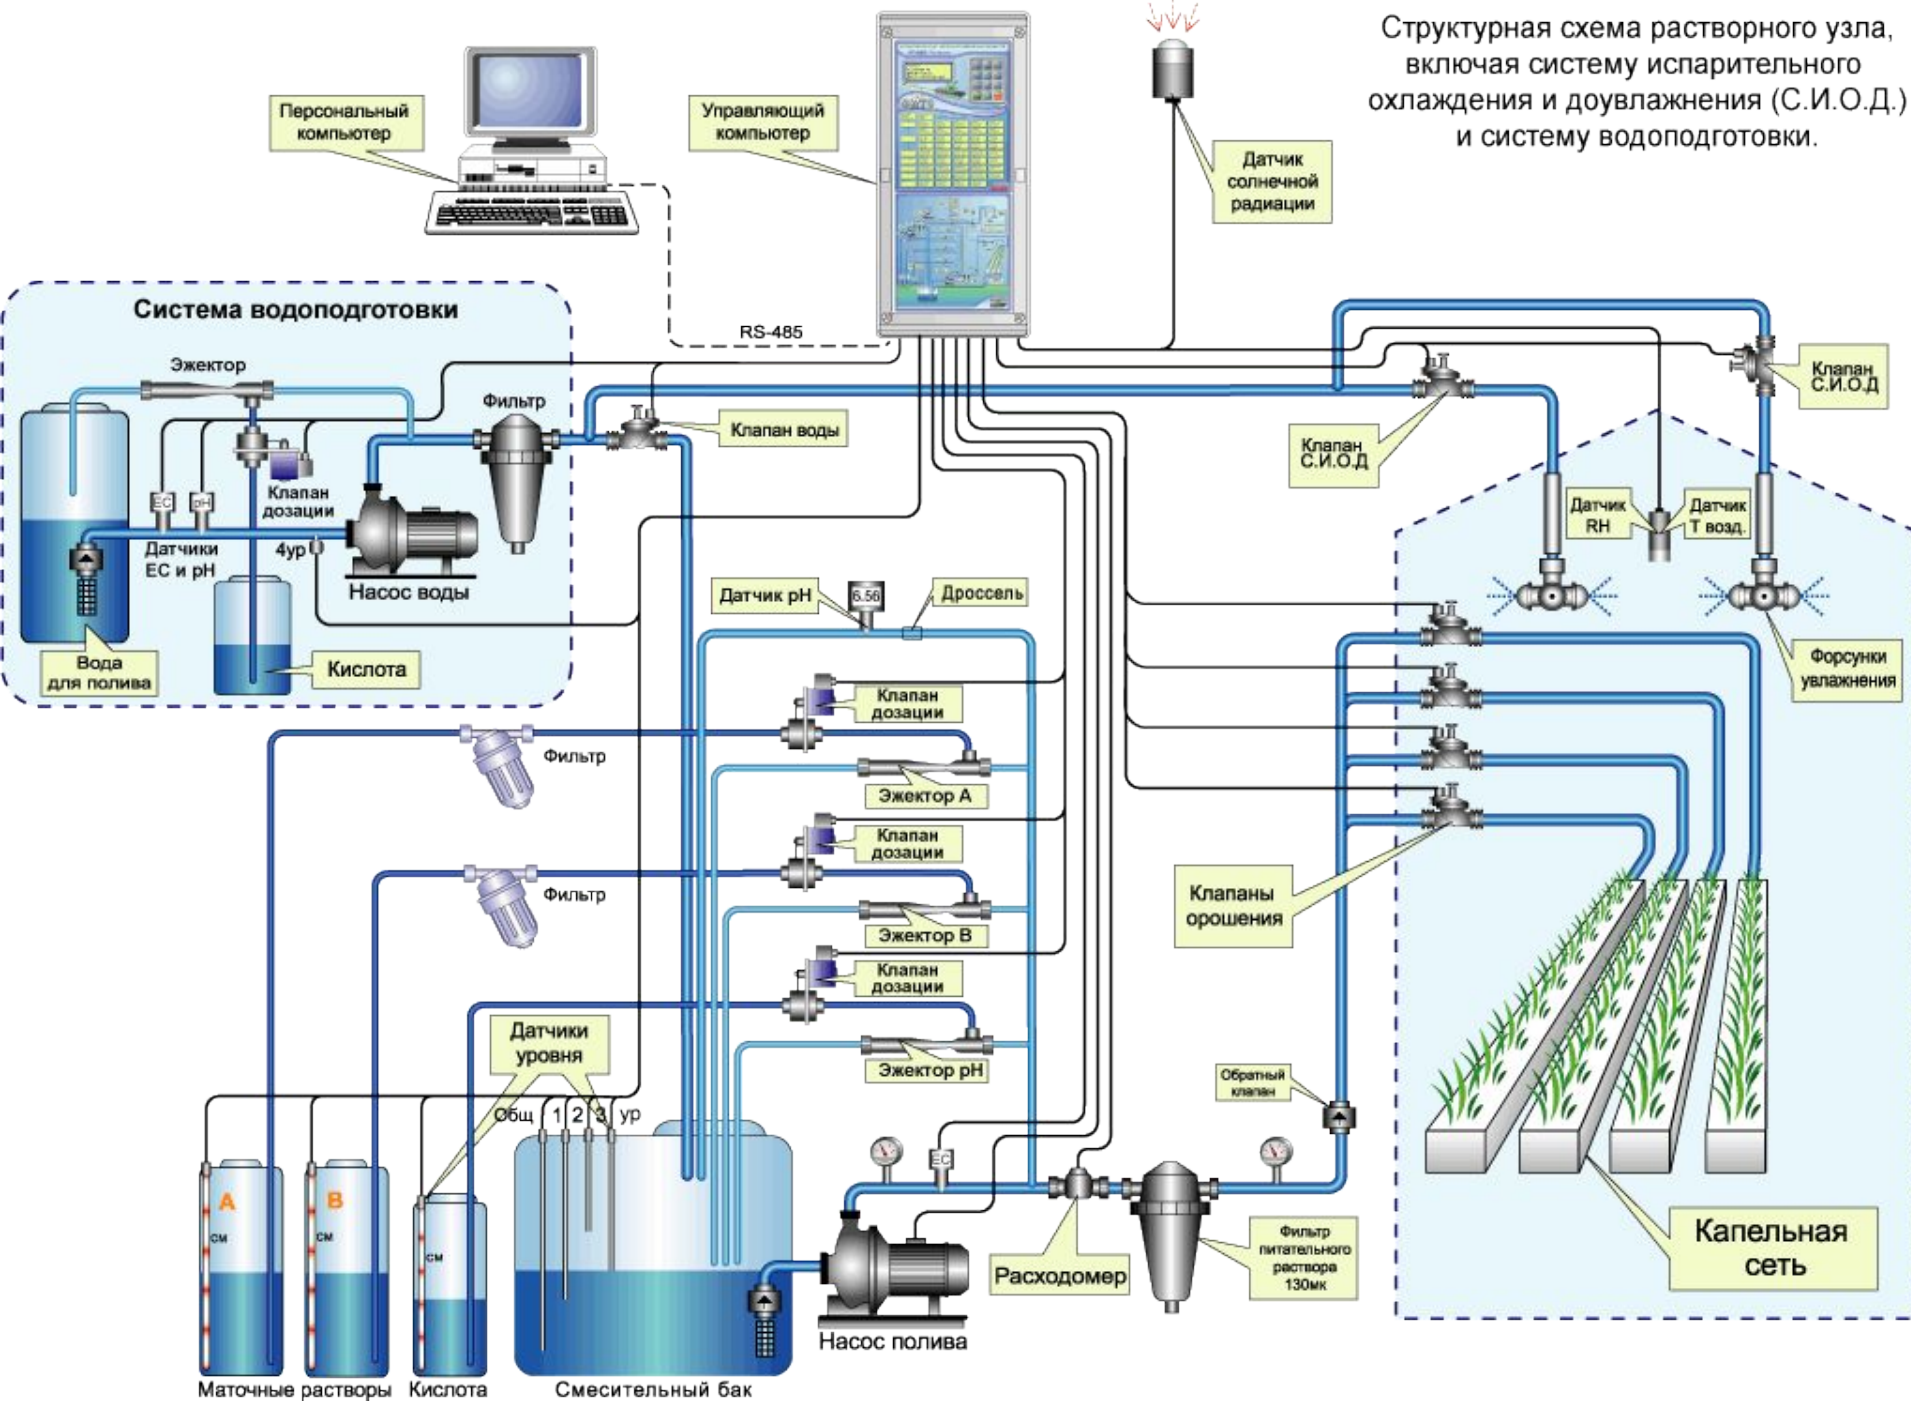 Структурная схема растворного узла,
включая систему испарительного
охлаждения и доувлажнения (С.И.О.Д.)
и систему водоподготовки.
Персональный
компьютер
Управляющий
компьютер
Датчик
солнечной
радиации
RS-485
Система водоподготовки
Эжектор
Фильтр
Клапан воды
Клапан
С.И.О.Д
Клапан
С.И.О.Д
EC
pH
Клапан
дозации
Датчики
EC и pH
4ур
Насос воды
Вода
для полива
Кислота
Датчик
RH
Датчик
Т возд.
Форсунки
увлажнения
Датчик pH
6.56
Дроссель
Клапан
дозации
Фильтр
Эжектор А
Клапан
дозации
Фильтр
Эжектор В
Клапан
дозации
Эжектор pH
Клапаны
орошения
Датчики
уровня
Общ 1 2 3 ур
Обратный
клапан
EC
А
В
см
см
см
Расходомер
Фильтр
питательного
раствора
130мк
Капельная
сеть
Насос полива
Маточные растворы
Кислота
Смесительный бак